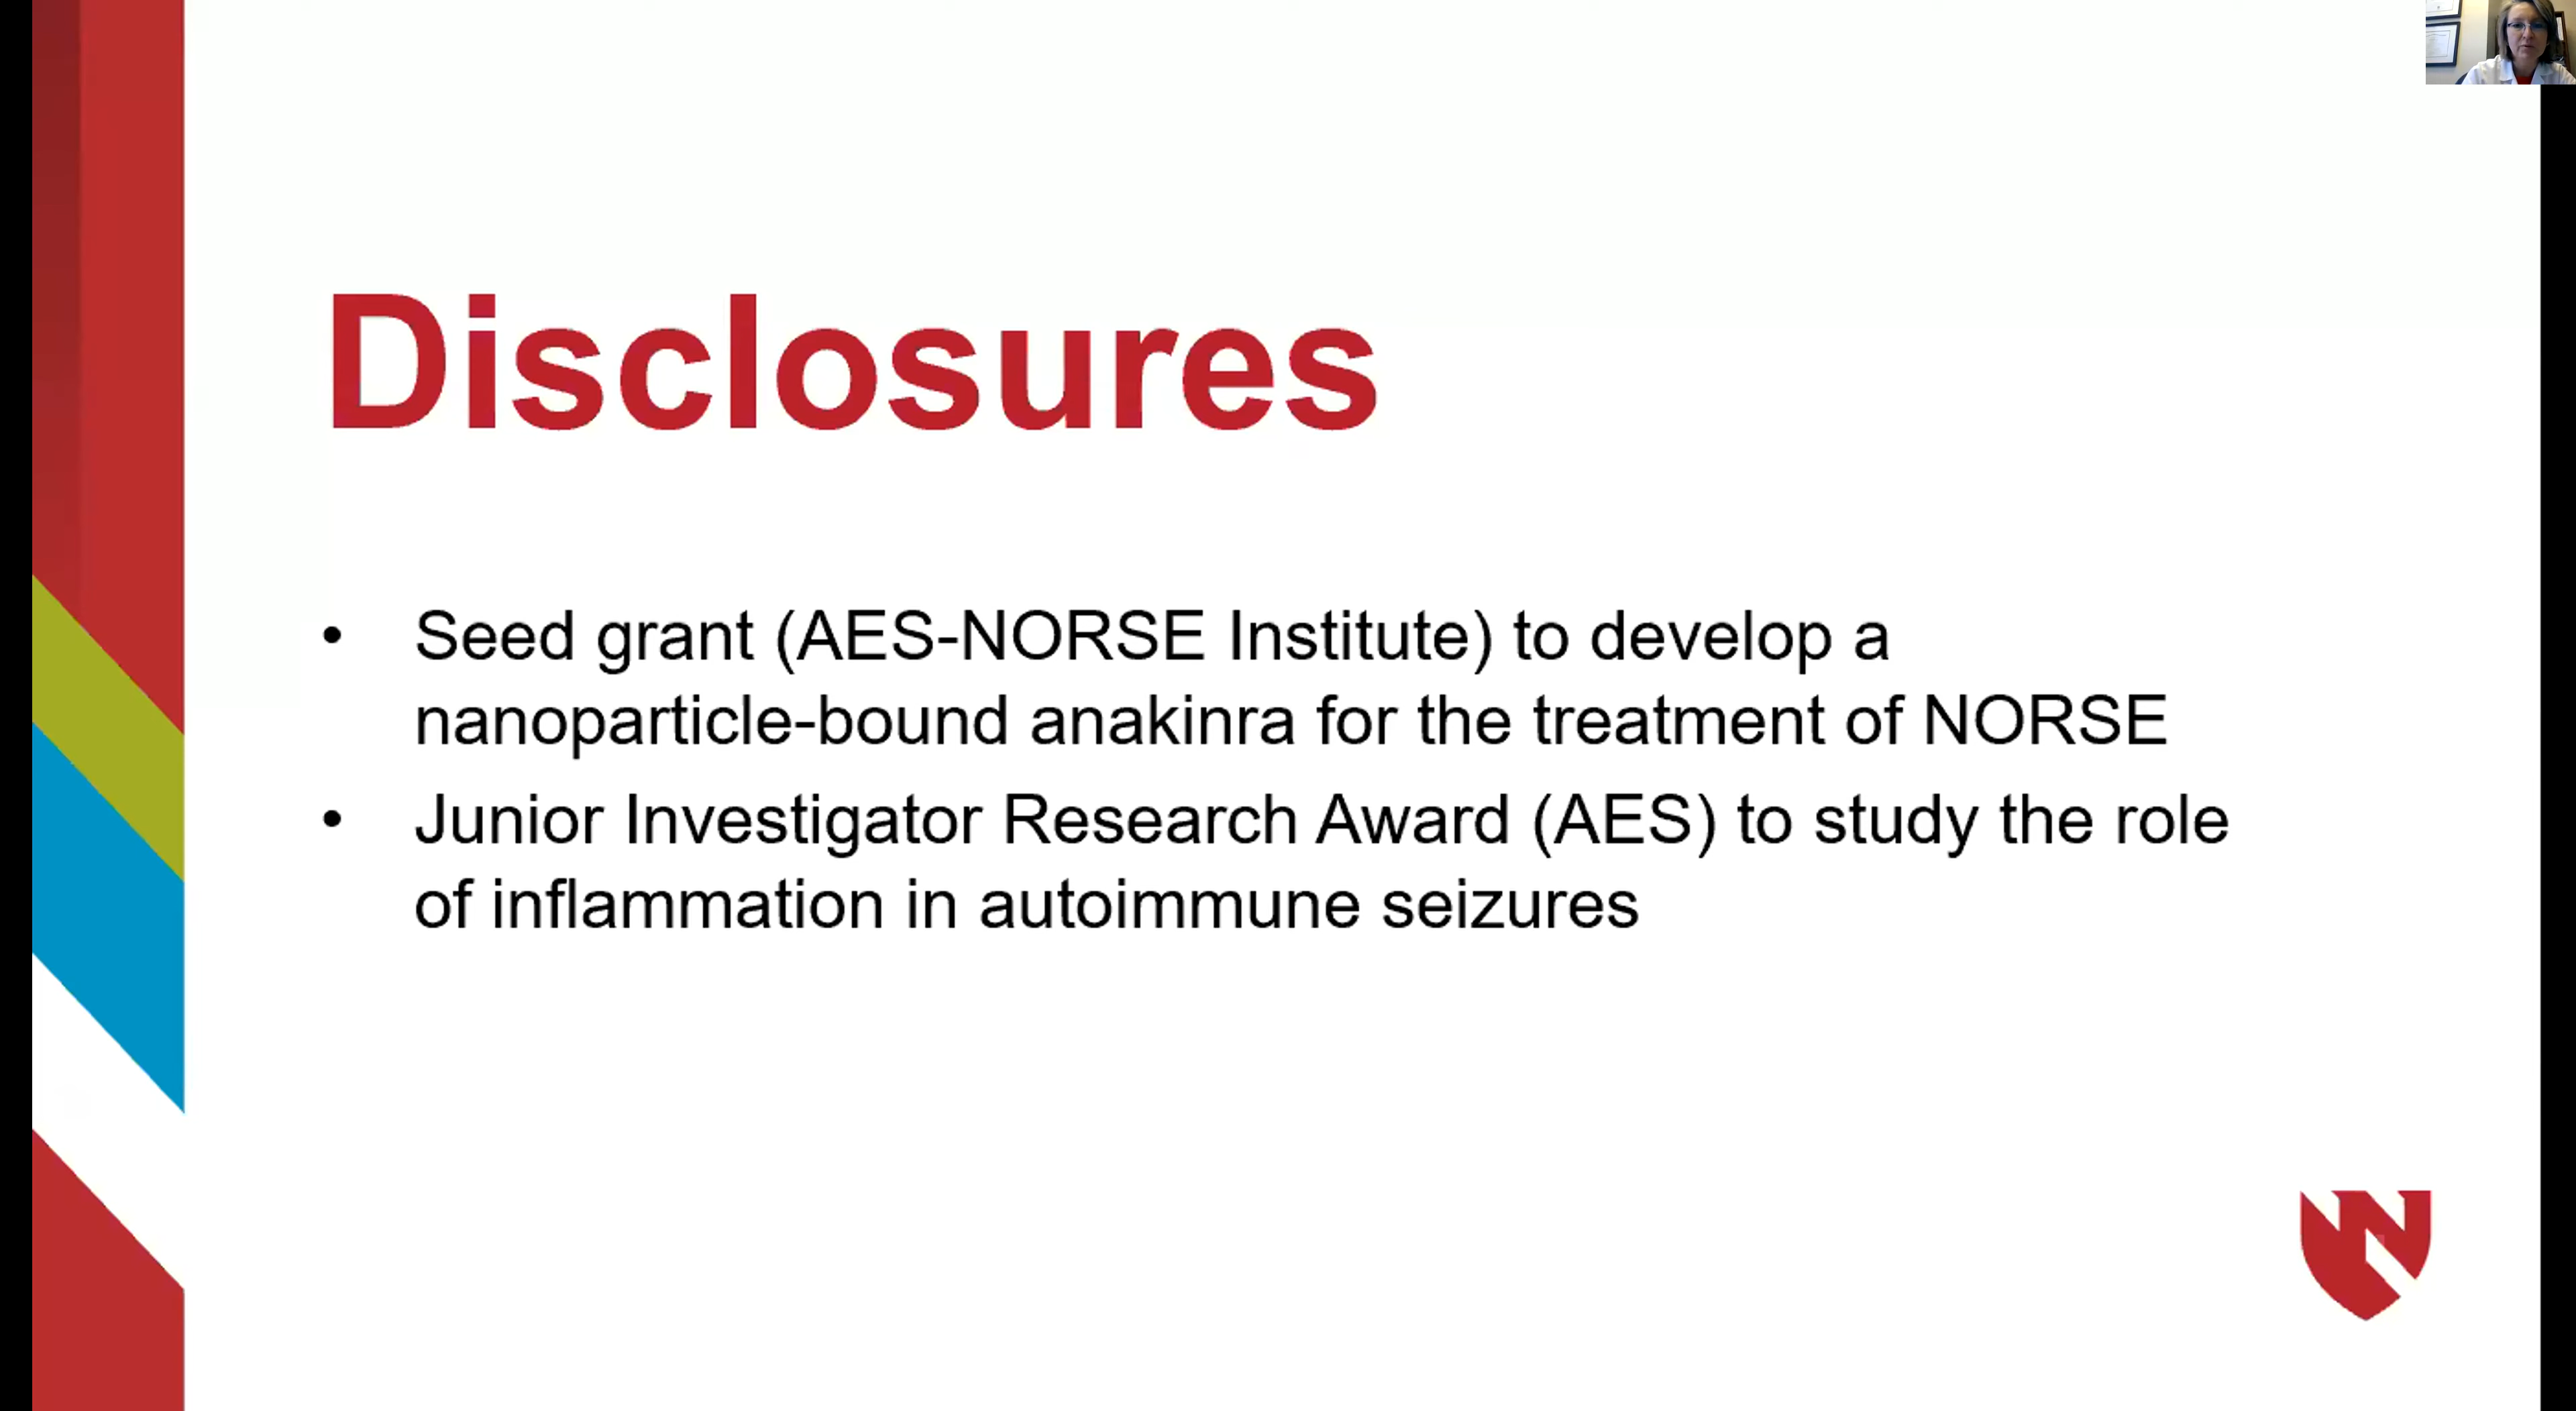 Disclosures
• Seed grant (AES-NORSE Institute) to develop a
nanoparticle-bound anakinra for the treatment of NORSE
• Junior Investigator Research Award (AES) to study the role
of inflammation in autoimmune seizures